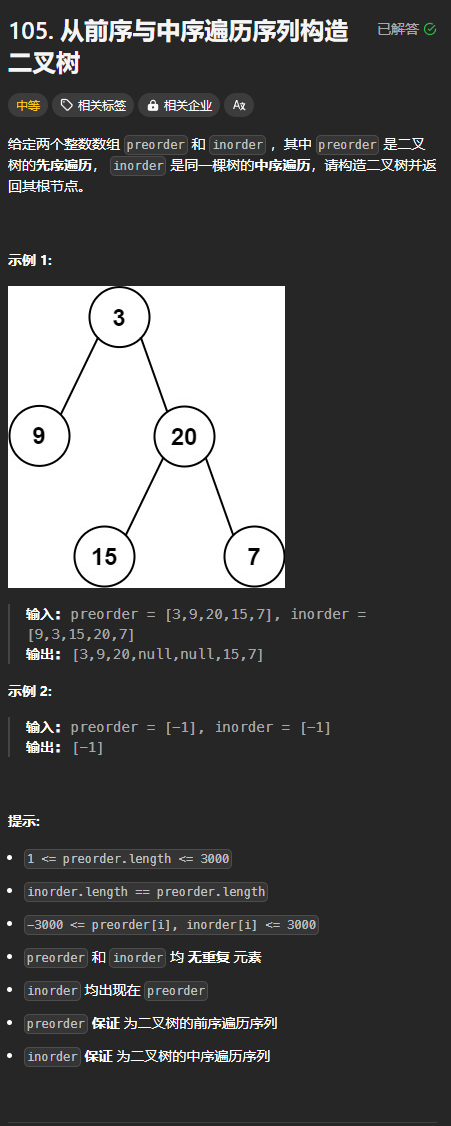 105. 从前序与中序遍历序列构造
二叉树
已解答
中等 相关标签 相关企业
给定两个整数数组 preorder 和 inorder ，其中 preorder 是二叉
树的先序遍历， inorder 是同一棵树的中序遍历，请构造二叉树并返
回其根节点。
示例 1:
3
9
20
15
7
输入: preorder = [3,9,20,15,7], inorder =
[9,3,15,20,7]
输出: [3,9,20,null,null,15,7]
示例 2:
输入: preorder = [-1], inorder = [-1]
输出: [-1]
提示:
1 <= preorder.length <= 3000
inorder.length == preorder.length
-3000 <= preorder[i], inorder[i] <= 3000
preorder 和 inorder 均 无重复 元素
inorder 均出现在 preorder
preorder 保证 为二叉树的前序遍历序列
inorder 保证 为二叉树的中序遍历序列